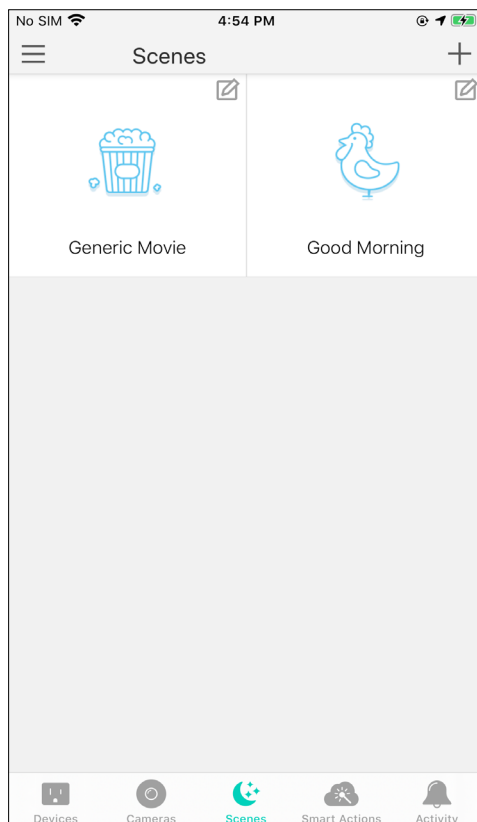 No SIM 4:54 PM
Scenes
Generic Movie Good Morning
Devices Cameras Scenes Smart Actions Activity